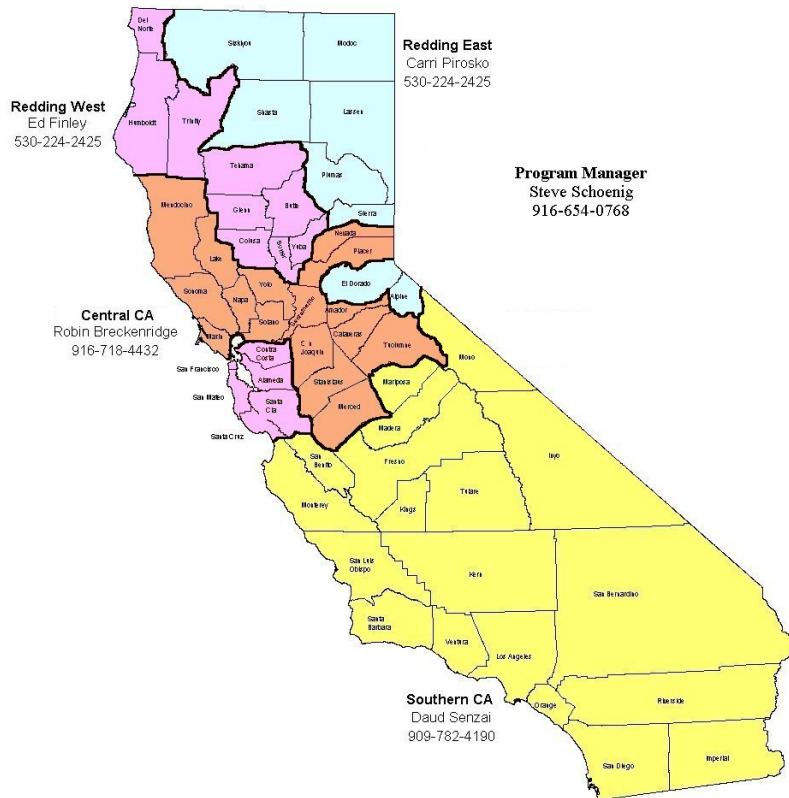 Del
Norte
Siskiyou
Modoc
Redding East
Carri Pirosko
530-224-2425
Redding West
Ed Finley
530-224-2425
Humboldt
Trinity
Shasta
Lassen
Program Manager
Steve Schoenig
916-654-0768
Tehama
Plumas
Mendocino
Glenn
Butte
Sierra
Colusa
Sutter
Yuba
Nevada
Placer
Lake
El Dorado
Alpine
Sonoma
Napa
Yolo
Sacramento
Amador
Central CA
Robin Breckenridge
916-718-4432
Solano
Calaveras
Tuolumne
Mono
Marin
Contra
Costa
San Francisco
Alameda
Joaquin
Stanislaus
Mariposa
San Mateo
Santa
Merced
Madera
Santa Cruz
San
Benito
Fresno
Inyo
Monterey
Kings
Tulare
San Luis
Obispo
Kern
San Bernardino
Santa
Barbara
Ventura
Los Angeles
Southern CA
Daud Senzai
909-782-4190
Orange
Riverside
San Diego
Imperial